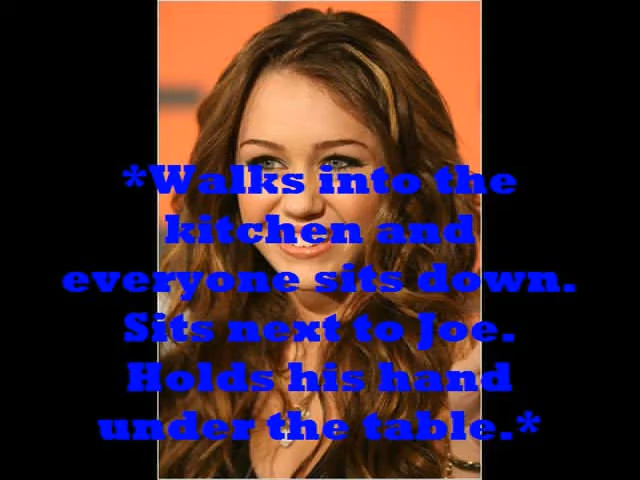 *Walks into the
kitchen and
everyone sits down.
Sits next to Joe.
Holds his hand
under the table.*